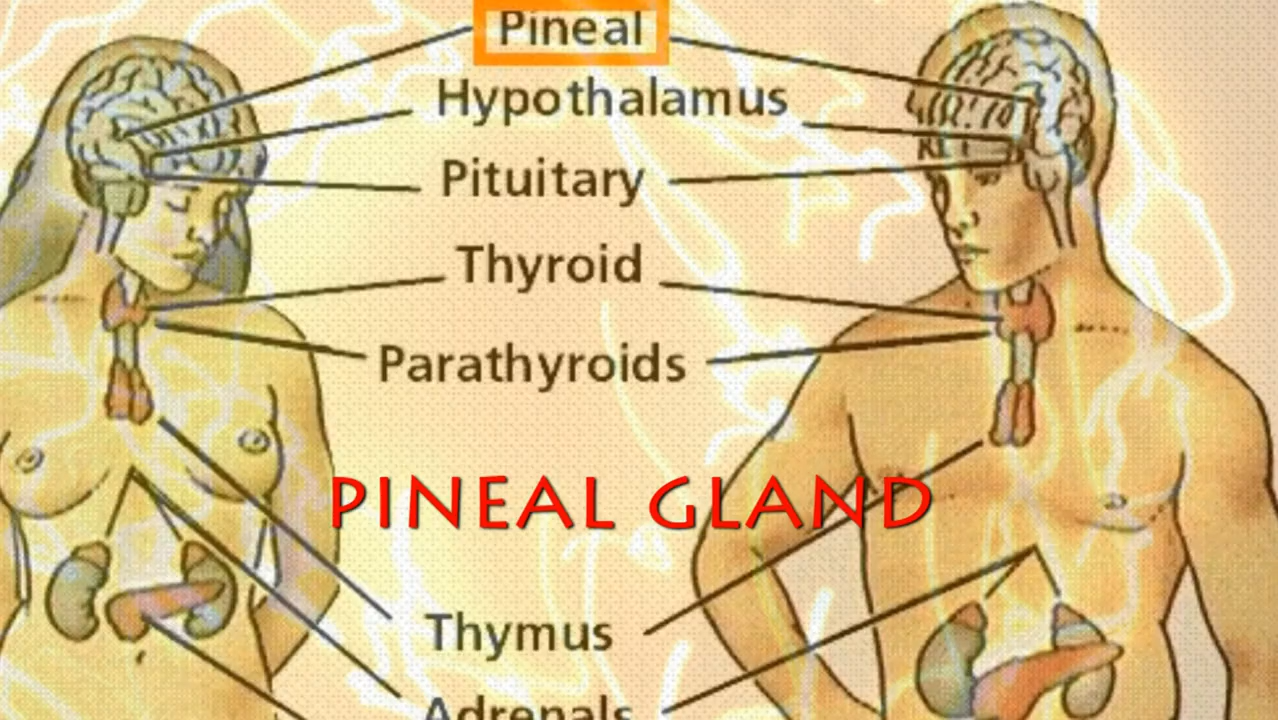 Pineal
Hypothalamus
Pituitary
Thyroid
Parathyroids
PINEAL GLAND
Thymus
Adrenals